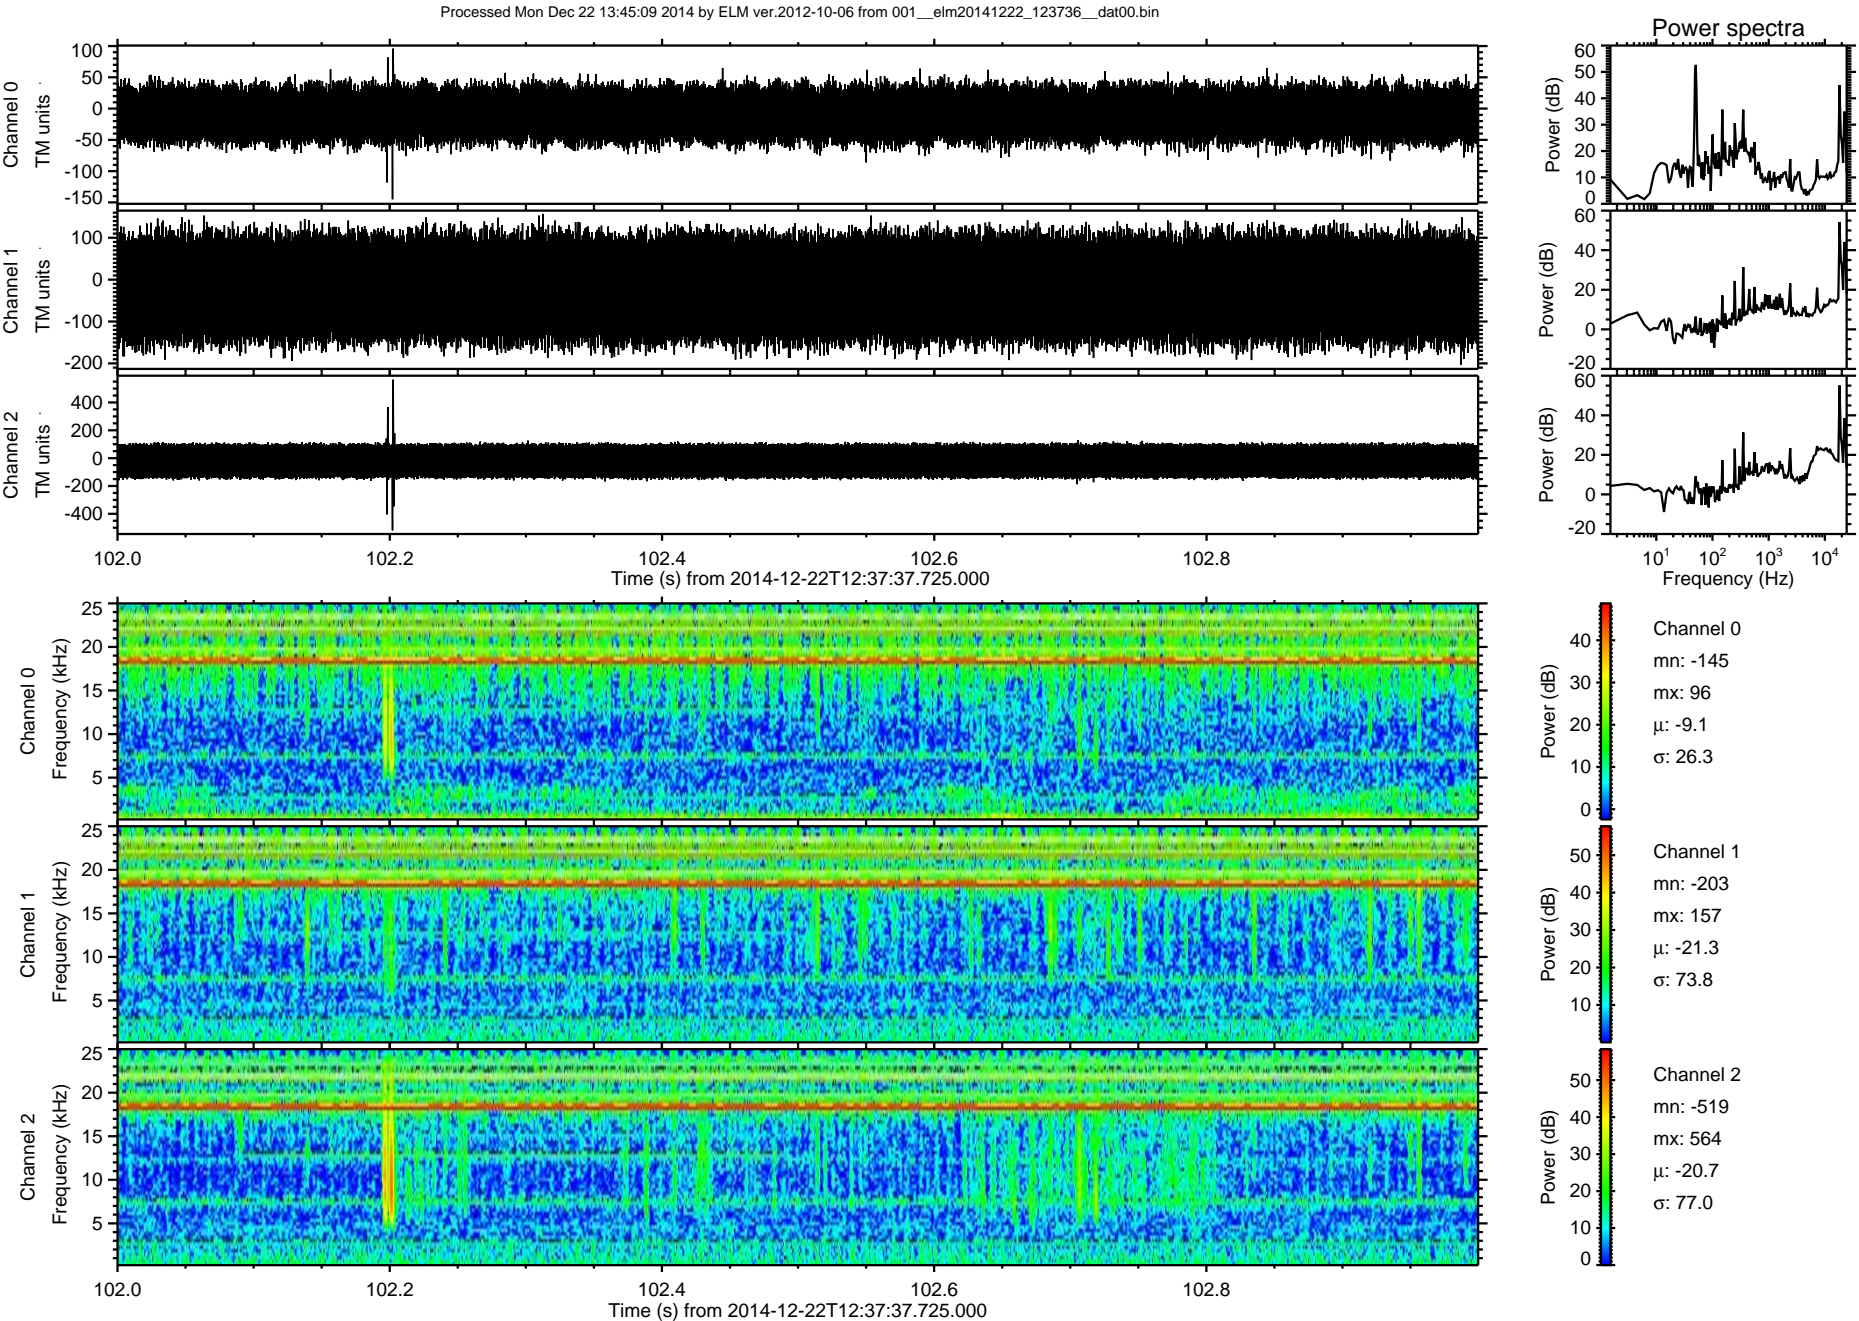 Processed Mon Dec 22 13:45:09 2014 by ELM ver.2012-10-06 from 001__elm20141222_123736__dat00.bin
Power spectra
Channel 0
TM units
100
50
0
-50
-100
-150
Power (dB)
60
50
40
30
20
10
0
Channel 1
TM units
100
0
-100
-200
Power (dB)
60
40
20
0
-20
Channel 2
TM units
400
200
0
-200
-400
Power (dB)
60
40
20
0
-20
102.0 102.2 102.4 102.6 102.8
Time (s) from 2014-12-22T12:37:37.725.000
10¹ 10² 10³ 10⁴
Frequency (Hz)
Channel 0
Frequency (kHz)
25
20
15
10
5
Power (dB)
40
30
20
10
0
Channel 0
mn: -145
mx: 96
μ: -9.1
σ: 26.3
Channel 1
Frequency (kHz)
25
20
15
10
5
Power (dB)
50
40
30
20
10
Channel 1
mn: -203
mx: 157
μ: -21.3
σ: 73.8
Channel 2
Frequency (kHz)
25
20
15
10
5
Power (dB)
50
40
30
20
10
0
Channel 2
mn: -519
mx: 564
μ: -20.7
σ: 77.0
102.0 102.2 102.4 102.6 102.8
Time (s) from 2014-12-22T12:37:37.725.000